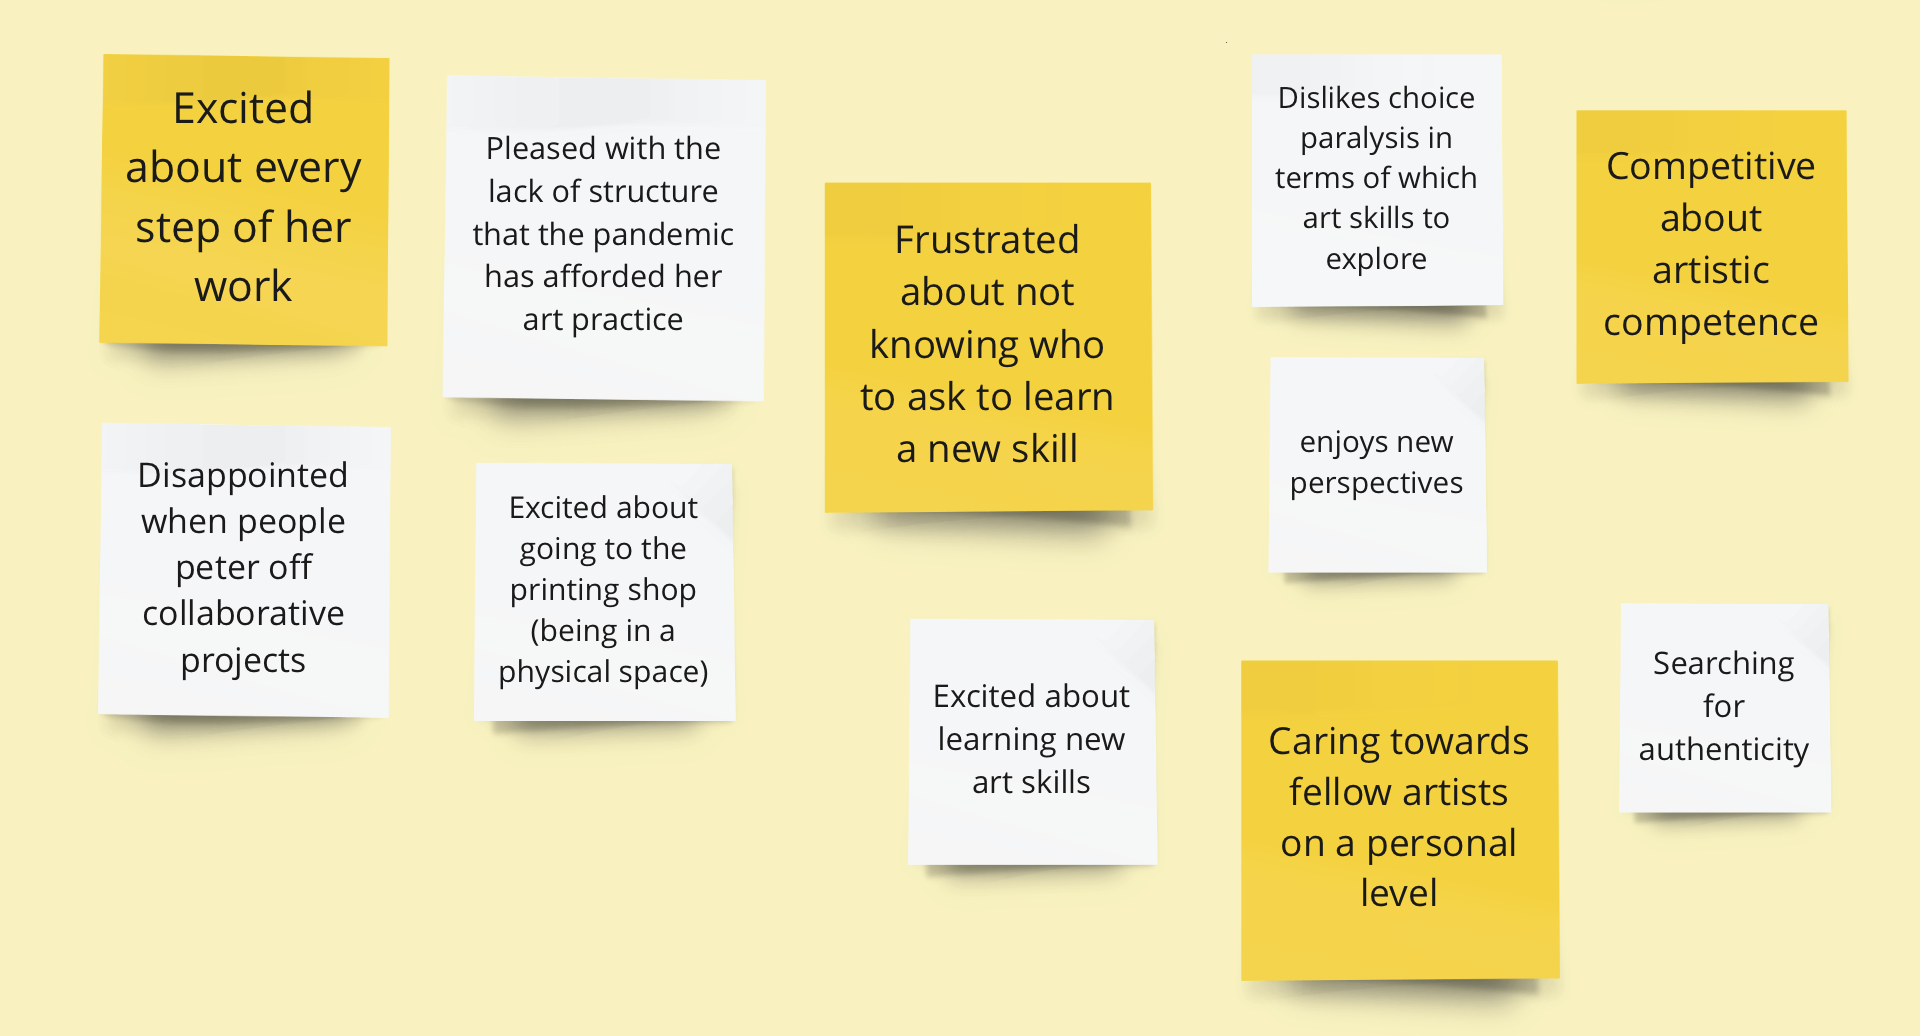 Excited
about every
step of her
work
Pleased with the
lack of structure
that the pandemic
has afforded her
art practice
Frustrated
about not
knowing who
to ask to learn
a new skill
Dislikes choice
paralysis in
terms of which
art skills to
explore
Competitive
about
artistic
competence
Disappointed
when people
peter off
collaborative
projects
Excited about
going to the
printing shop
(being in a
physical space)
enjoys new
perspectives
Excited about
learning new
art skills
Caring towards
fellow artists
on a personal
level
Searching
for
authenticity